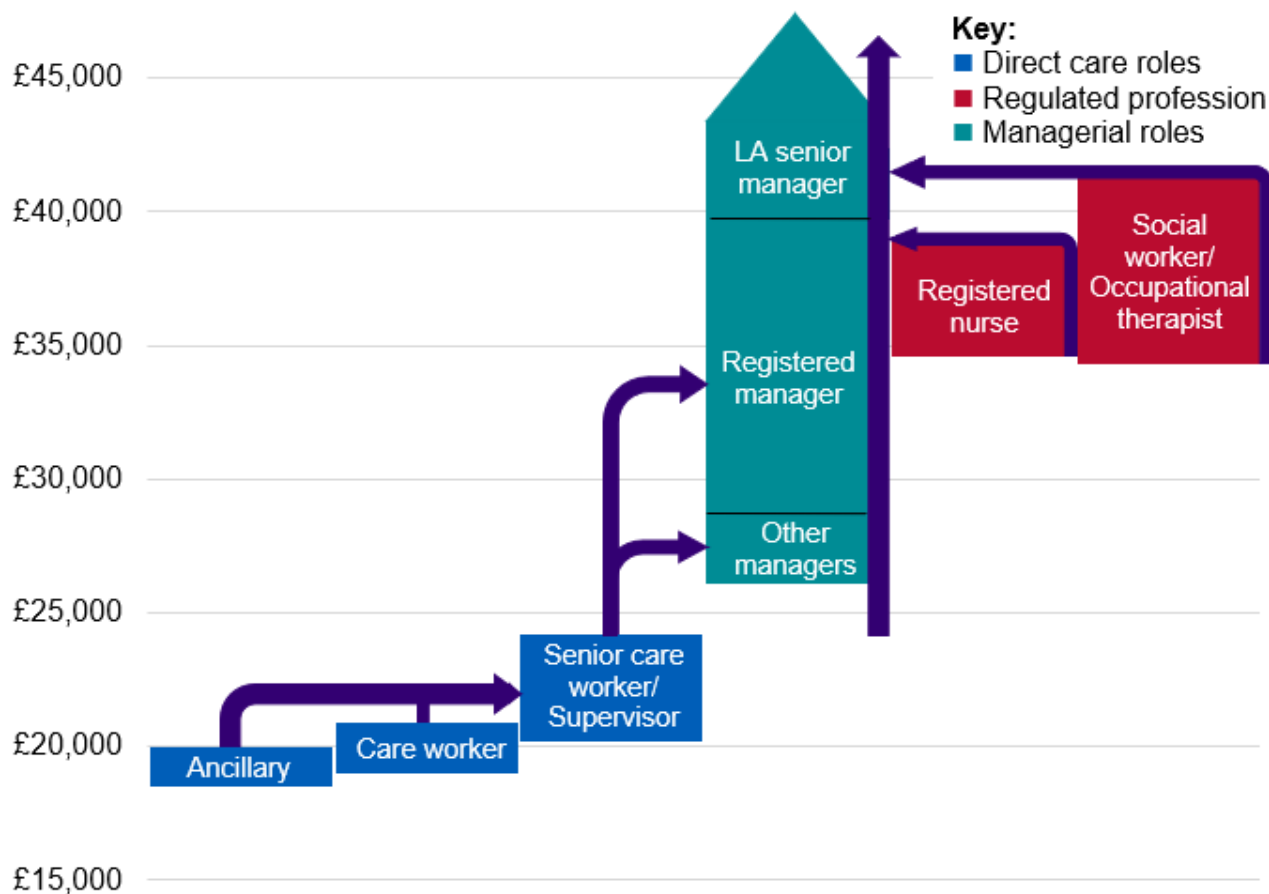 Key:
Direct care roles
Regulated profession
Managerial roles
£45,000
£40,000
£35,000
£30,000
£25,000
£20,000
£15,000
LA senior
manager
Registered
manager
Other
managers
Social
worker/
Occupational
therapist
Registered
nurse
Senior care
worker/
Supervisor
Care worker
Ancillary